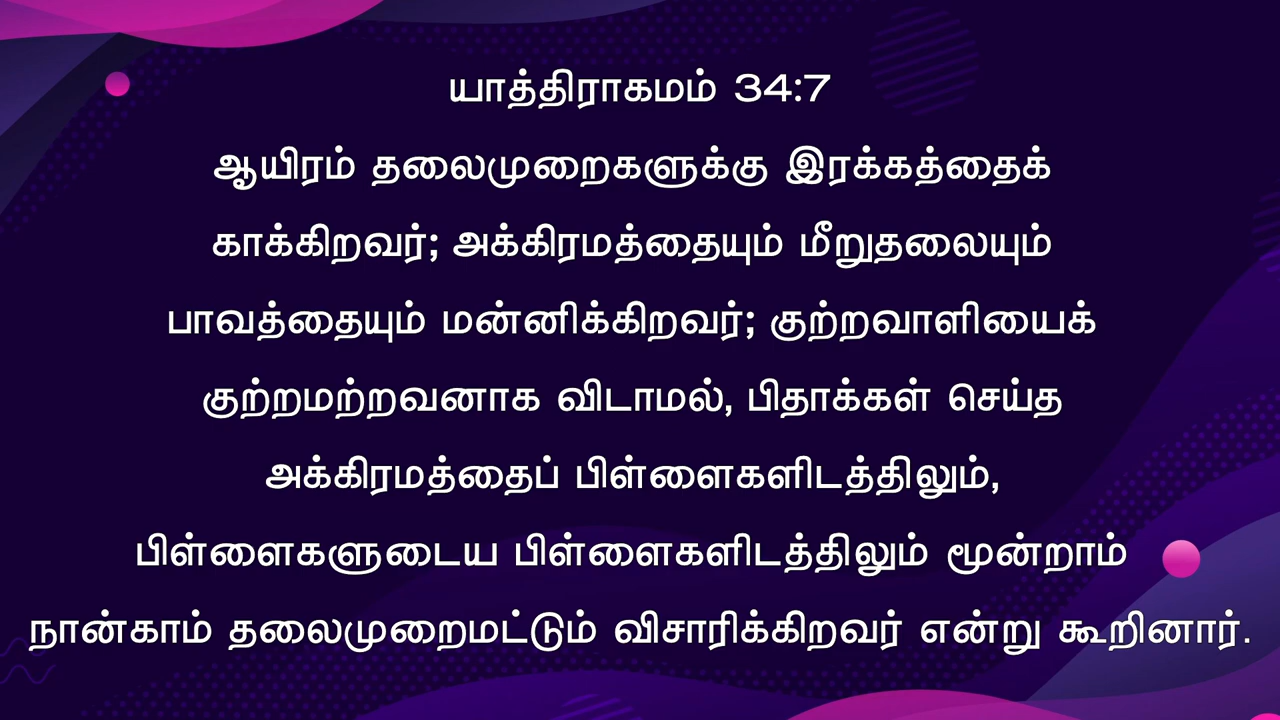 யாத்திராகமம் 34:7
ஆயிரம் தலைமுறைகளுக்கு இரக்கத்தைக்
காக்கிறவர்; அக்கிரமத்தையும் மீறுதலையும்
பாவத்தையும் மன்னிக்கிறவர்; குற்றவாளியைக்
குற்றமற்றவனாக விடாமல், பிதாக்கள் செய்த
அக்கிரமத்தைப் பிள்ளைகளிடத்திலும்,
பிள்ளைகளுடைய பிள்ளைகளிடத்திலும் மூன்றாம்
நான்காம் தலைமுறைமட்டும் விசாரிக்கிறவர் என்று கூறினார்.